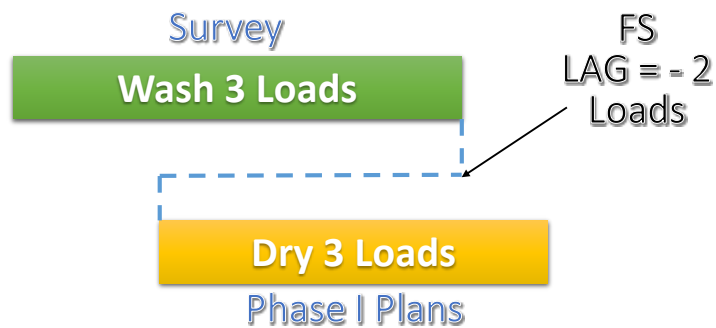 Survey
Wash 3 Loads
FS
LAG = - 2
Loads
Dry 3 Loads
Phase I Plans